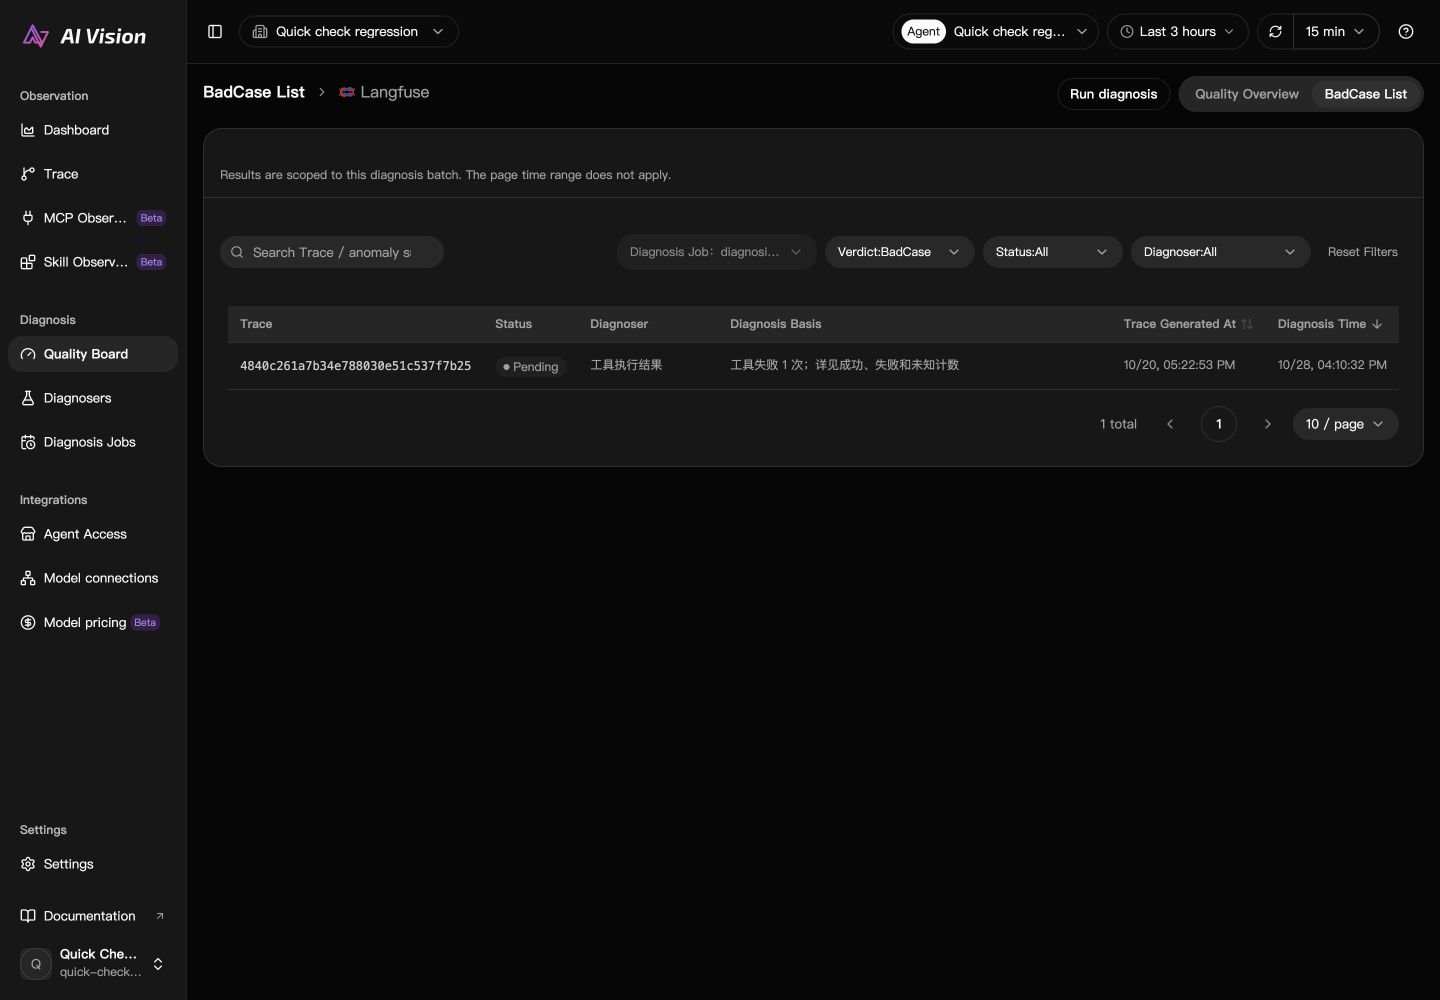 AI Vision
Quick check regression
Agent Quick check reg...
Last 3 hours
15 min
Observation
Dashboard
Trace
MCP Obser... Beta
Skill Observ... Beta
Diagnosis
Quality Board
Diagnosers
Diagnosis Jobs
Integrations
Agent Access
Model connections
Model pricing Beta
Settings
Settings
Documentation
Q
Quick Che...
quick-check...
BadCase List > Langfuse
Run diagnosis
Quality Overview
BadCase List
Results are scoped to this diagnosis batch. The page time range does not apply.
Search Trace / anomaly s
Diagnosis Job：diagnosi...
Verdict:BadCase
Status:All
Diagnoser:All
Reset Filters
Trace Status Diagnoser Diagnosis Basis Trace Generated At Diagnosis Time
4840c261a7b34e788030e51c537f7b25 Pending 工具执行结果 工具失败 1 次；详见成功、失败和未知计数 10/20, 05:22:53 PM 10/28, 04:10:32 PM
1 total
1
10 / page